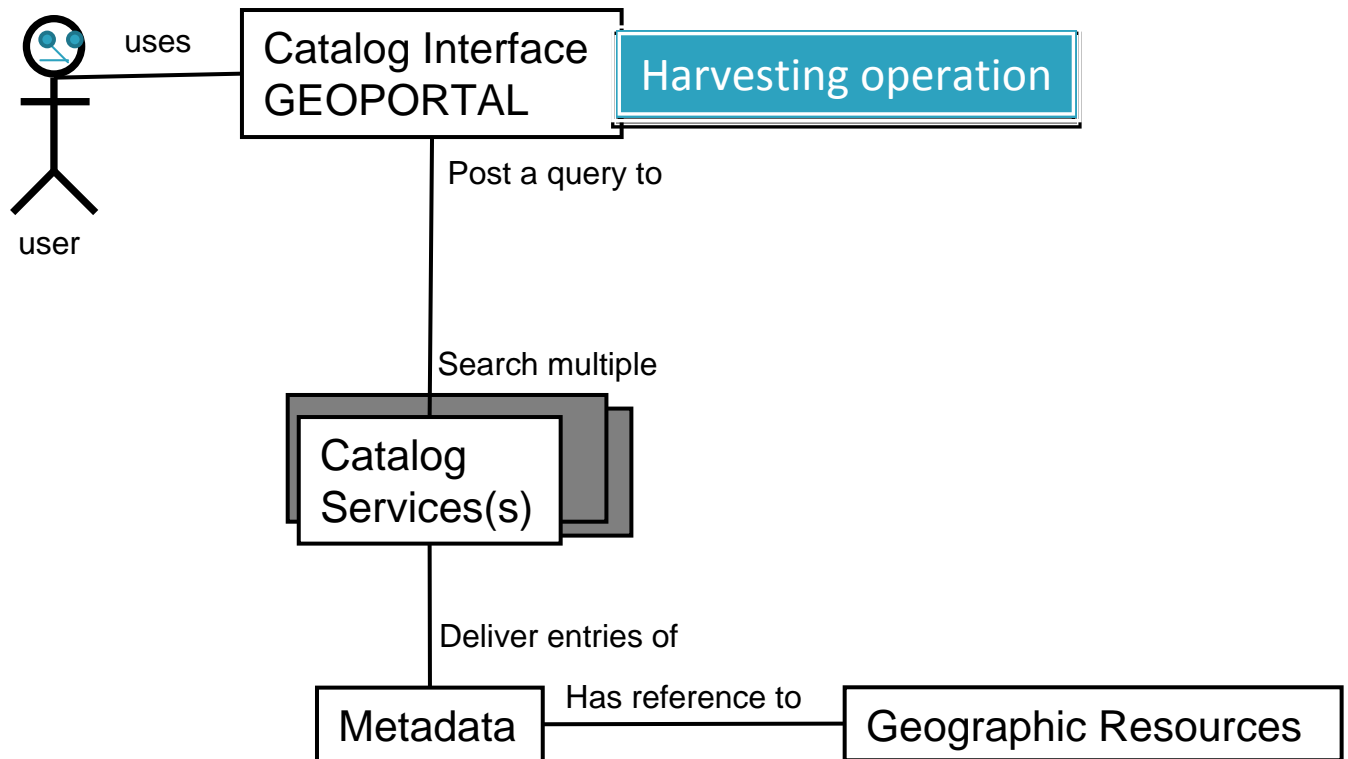 uses
Catalog Interface
GEOPORTAL
Harvesting operation
Post a query to
user
Search multiple
Catalog
Services(s)
Deliver entries of
Metadata
Has reference to
Geographic Resources